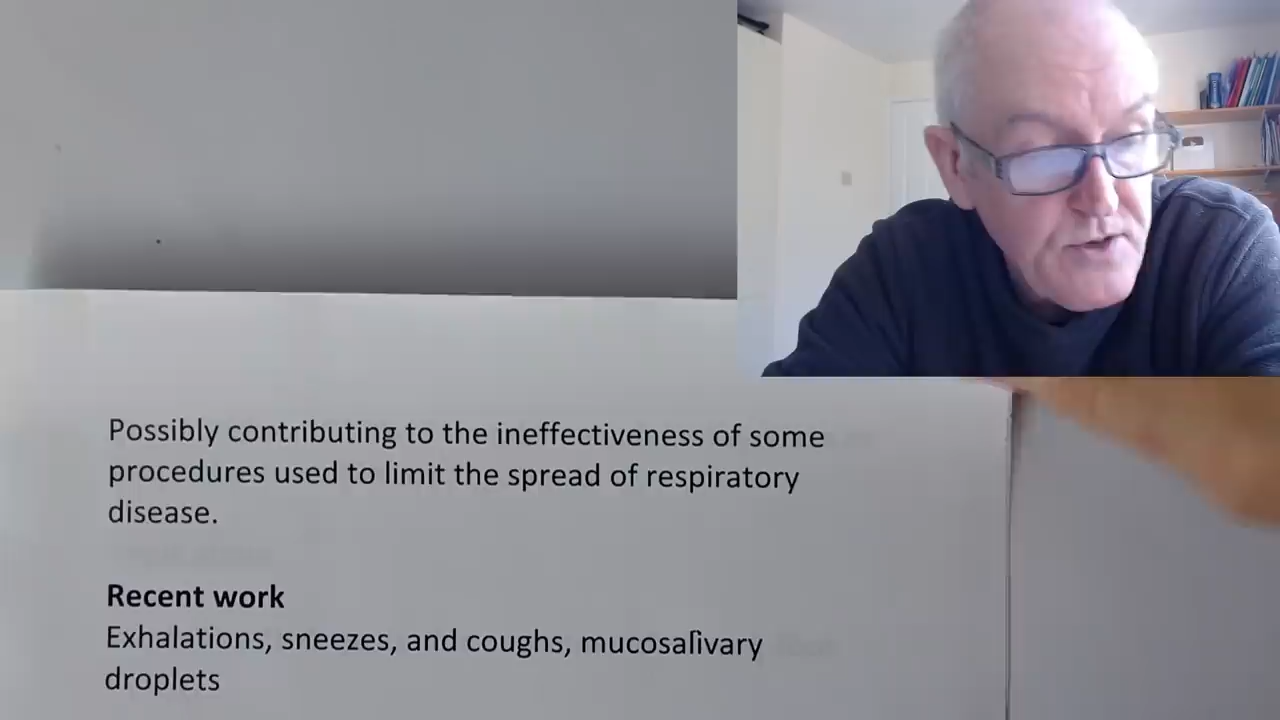 Possibly contributing to the ineffectiveness of some
procedures used to limit the spread of respiratory
disease.
Recent work
Exhalations, sneezes, and coughs, mucosalivary
droplets